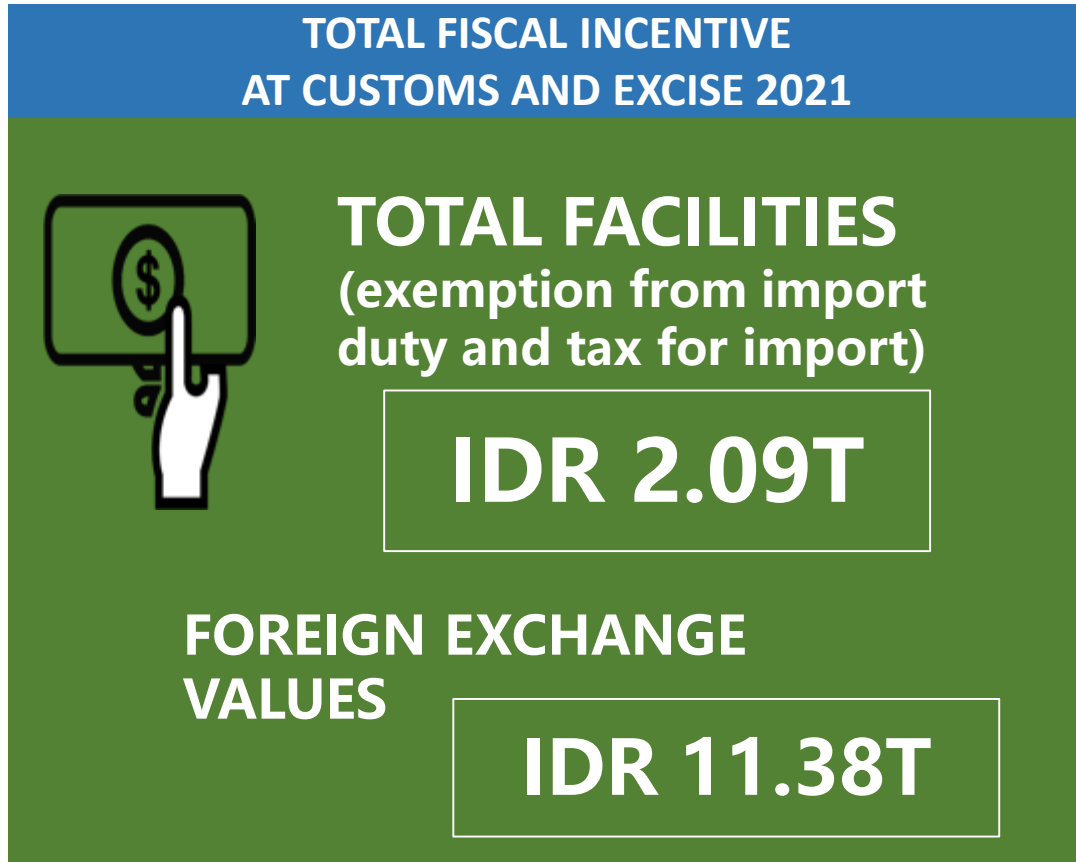 TOTAL FISCAL INCENTIVE
AT CUSTOMS AND EXCISE 2021
$
TOTAL FACILITIES
(exemption from import
duty and tax for import)
IDR 2.09T
FOREIGN EXCHANGE
VALUES
IDR 11.38T